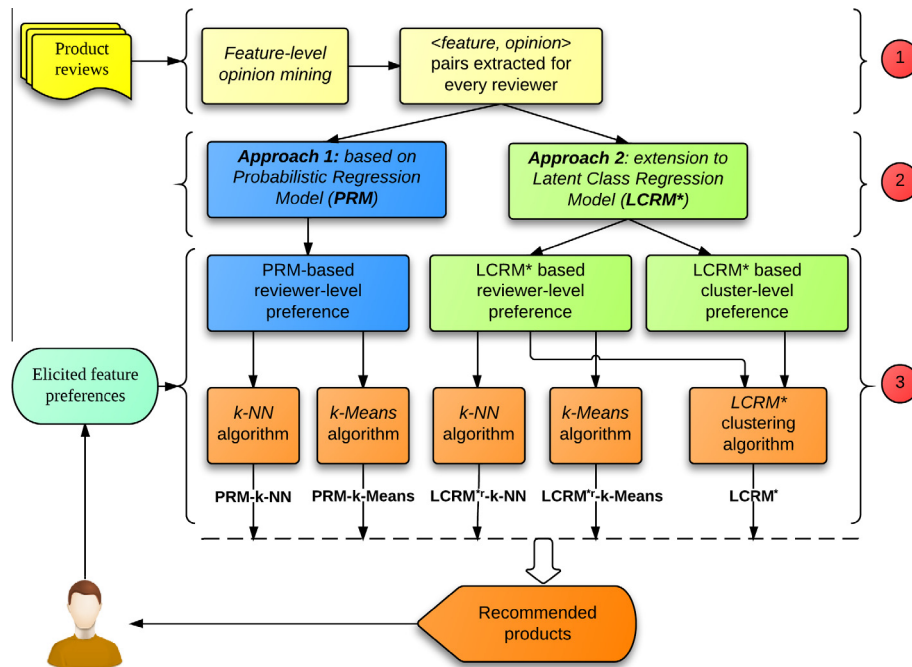 Product
reviews
Feature-level
opinion mining
<feature, opinion>
pairs extracted for
every reviewer
1
Approach 1: based on
Probabilistic Regression
Model (PRM)
Approach 2: extension to
Latent Class Regression
Model (LCRM*)
2
PRM-based
reviewer-level
preference
LCRM* based
reviewer-level
preference
LCRM* based
cluster-level
preference
Elicited feature
preferences
k-NN
algorithm
k-Means
algorithm
k-NN
algorithm
k-Means
algorithm
LCRM*
clustering
algorithm
3
PRM-k-NN
PRM-k-Means
LCRM*r-k-NN
LCRM*r-k-Means
LCRM*
Recommended
products